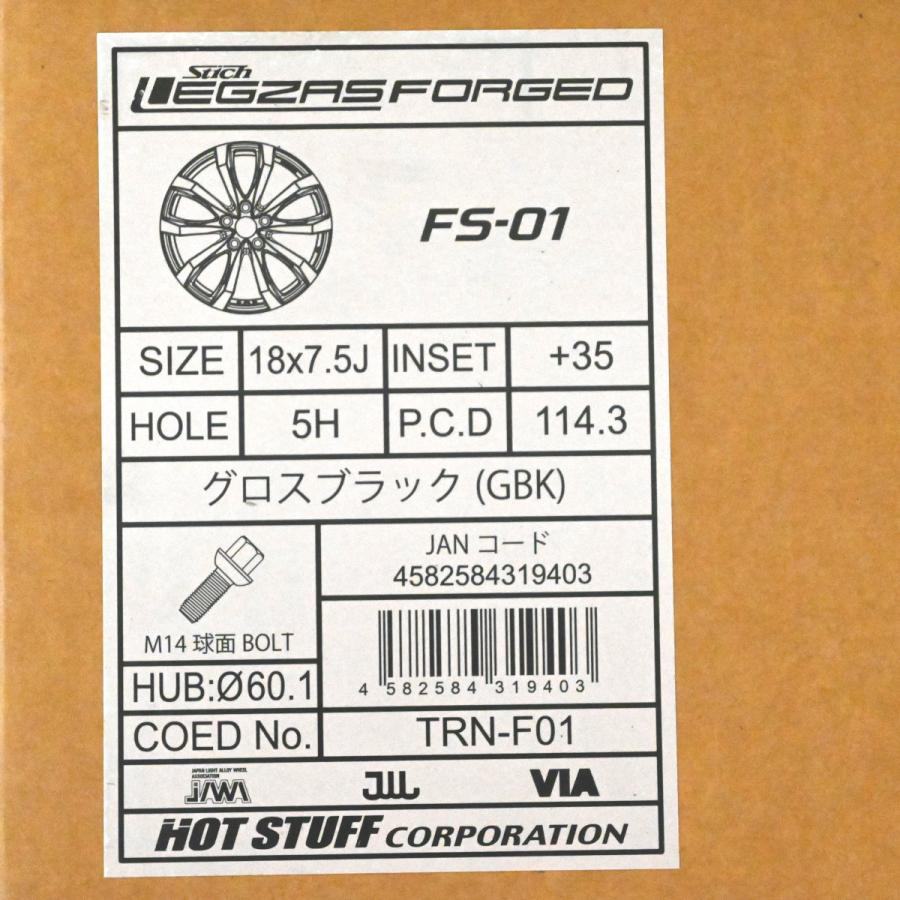 Stich
LEGZAS FORGED
FS-01
SIZE 18x7.5J INSET +35
HOLE 5H P.C.D 114.3
グロスブラック (GBK)
JAN コード
4582584319403
M14 球面 BOLT
4 582584 319403
HUB:Ø60.1
COED No. TRN-F01
JAPAN LIGHT ALLOY WHEEL
ASSOCIATION
JAWA JWL VIA
HOT STUFF CORPORATION